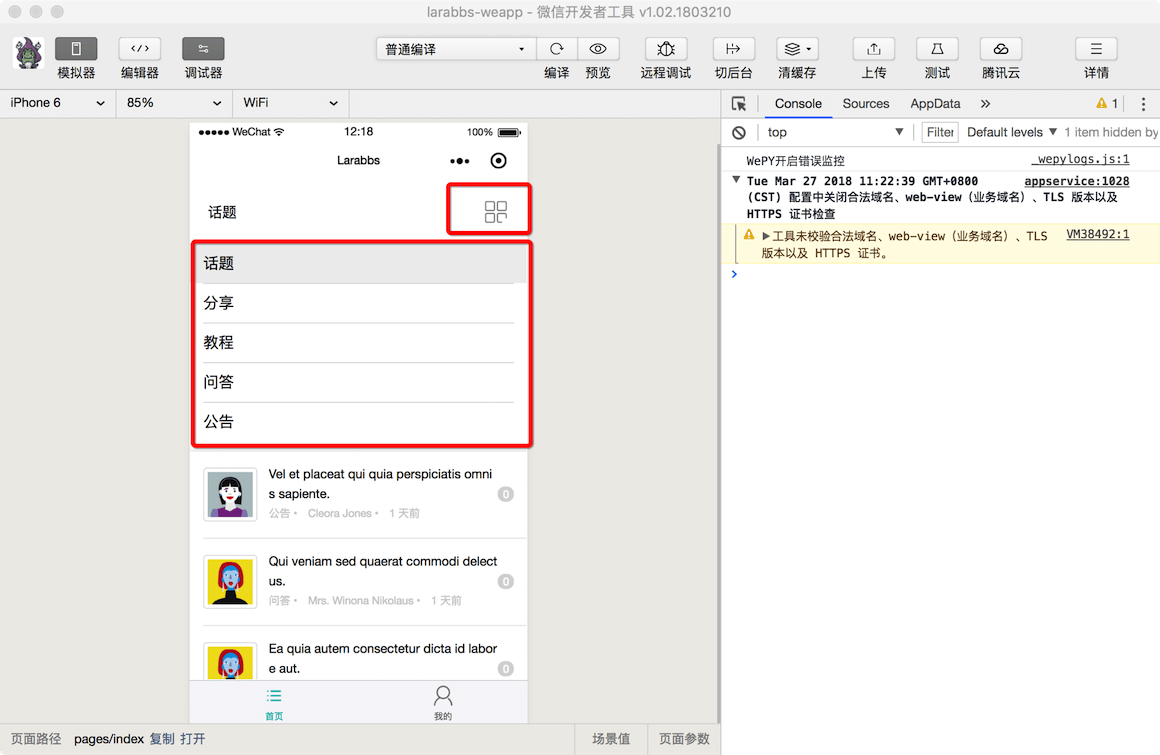 larabbs-weapp - 微信开发者工具 v1.02.1803210
普通编译
模拟器 编辑器 调试器 编译 预览 远程调试 切后台 清缓存 上传 测试 腾讯云 详情
iPhone 6 85% WiFi
Console Sources AppData » 1
top Filter Default levels 1 item hidden by
WeChat 12:18 100%
Larabbs
话题
话题
分享
教程
问答
公告
Vel et placeat qui quia perspiciatis omni
s sapiente.
0
公告 • Cleora Jones • 1 天前
Qui veniam sed quaerat commodi delect
us.
0
问答 • Mrs. Winona Nikolaus • 1 天前
Ea quia autem consectetur dicta id labor
e aut.
0
首页 我的
WePY开启错误监控 _wepylogs.js:1
Tue Mar 27 2018 11:22:39 GMT+0800 appservice:1028
(CST) 配置中关闭合法域名、web-view（业务域名）、TLS 版本以及
HTTPS 证书检查
工具未校验合法域名、web-view（业务域名）、TLS VM38492:1
版本以及 HTTPS 证书。
页面路径 pages/index 复制 打开 场景值 页面参数